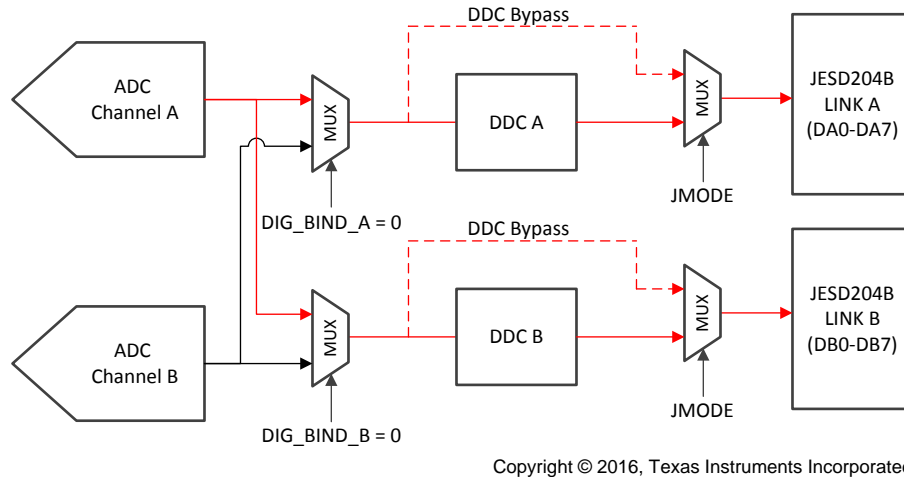 DDC Bypass
ADC
Channel A
MUX
DDC A
MUX
JESD204B
LINK A
(DA0-DA7)
JMODE
DIG_BIND_A = 0
DDC Bypass
ADC
Channel B
MUX
DDC B
MUX
JESD204B
LINK B
(DB0-DB7)
JMODE
DIG_BIND_B = 0
Copyright © 2016, Texas Instruments Incorporated